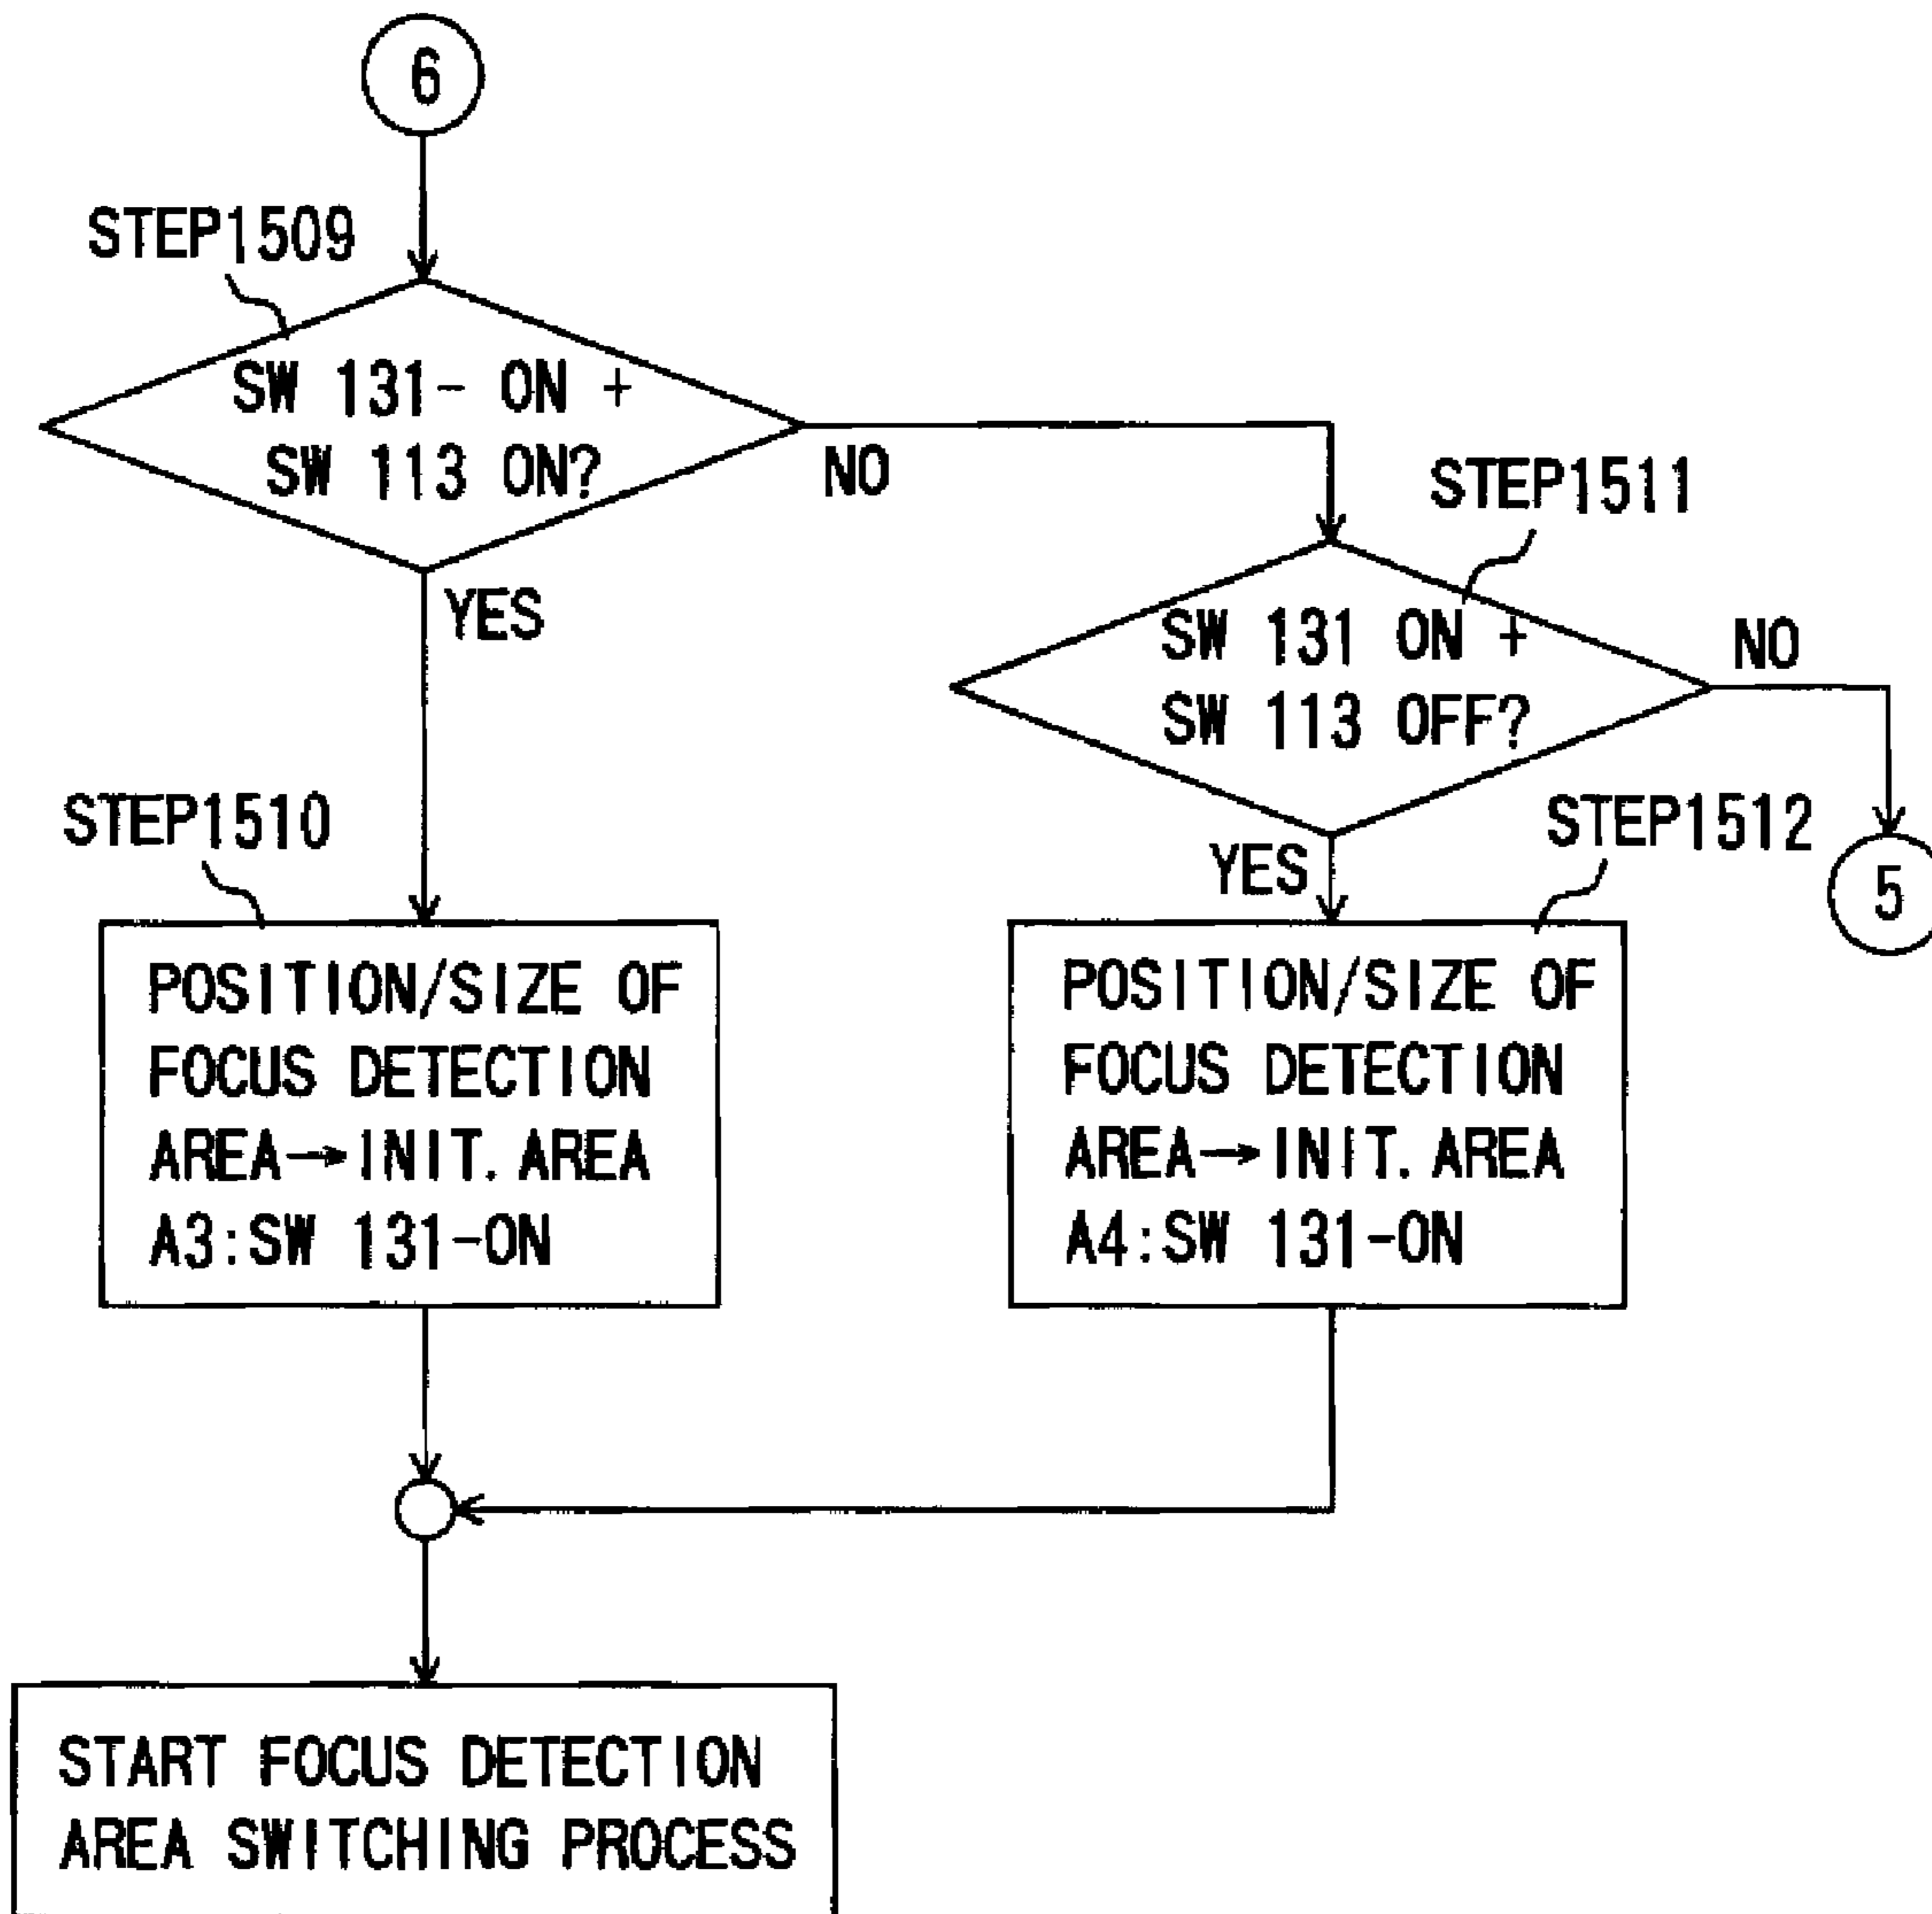 6
STEP1509
SW 131- ON +
SW 113 ON?
NO
YES
STEP1511
SW 131 ON +
SW 113 OFF?
NO
YES
5
STEP1510
POSITION/SIZE OF
FOCUS DETECTION
AREA→INIT. AREA
A3:SW 131-ON
STEP1512
POSITION/SIZE OF
FOCUS DETECTION
AREA→INIT. AREA
A4:SW 131-ON
START FOCUS DETECTION
AREA SWITCHING PROCESS